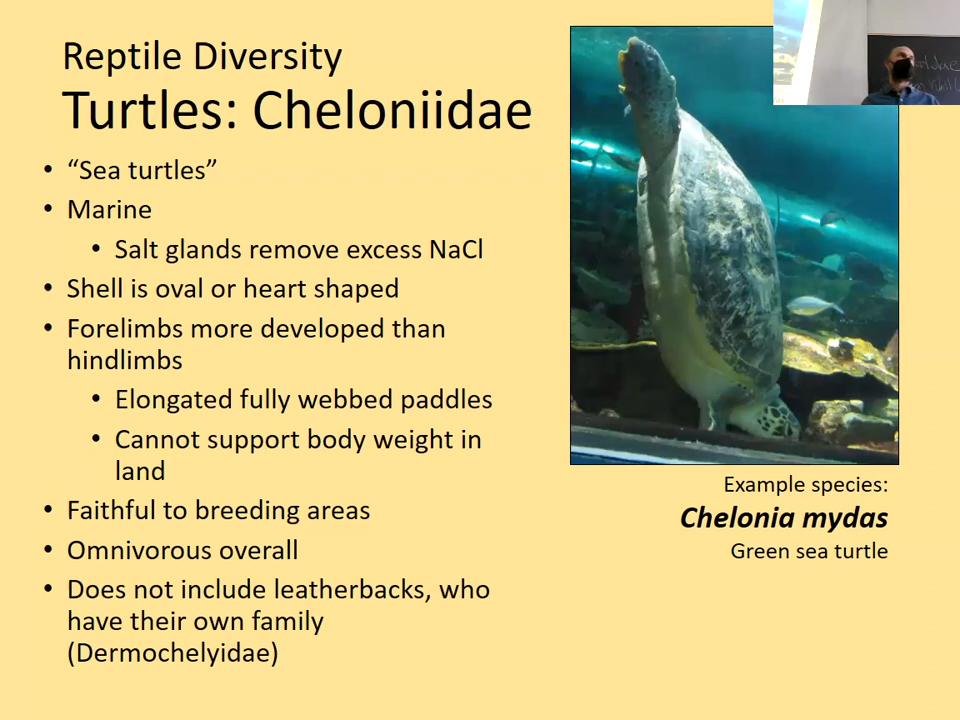 Reptile Diversity
Turtles: Cheloniidae
• “Sea turtles”
• Marine
• Salt glands remove excess NaCl
• Shell is oval or heart shaped
• Forelimbs more developed than
hindlimbs
• Elongated fully webbed paddles
• Cannot support body weight in
land
• Faithful to breeding areas
• Omnivorous overall
• Does not include leatherbacks, who
have their own family
(Dermochelyidae)
Example species:
Chelonia mydas
Green sea turtle